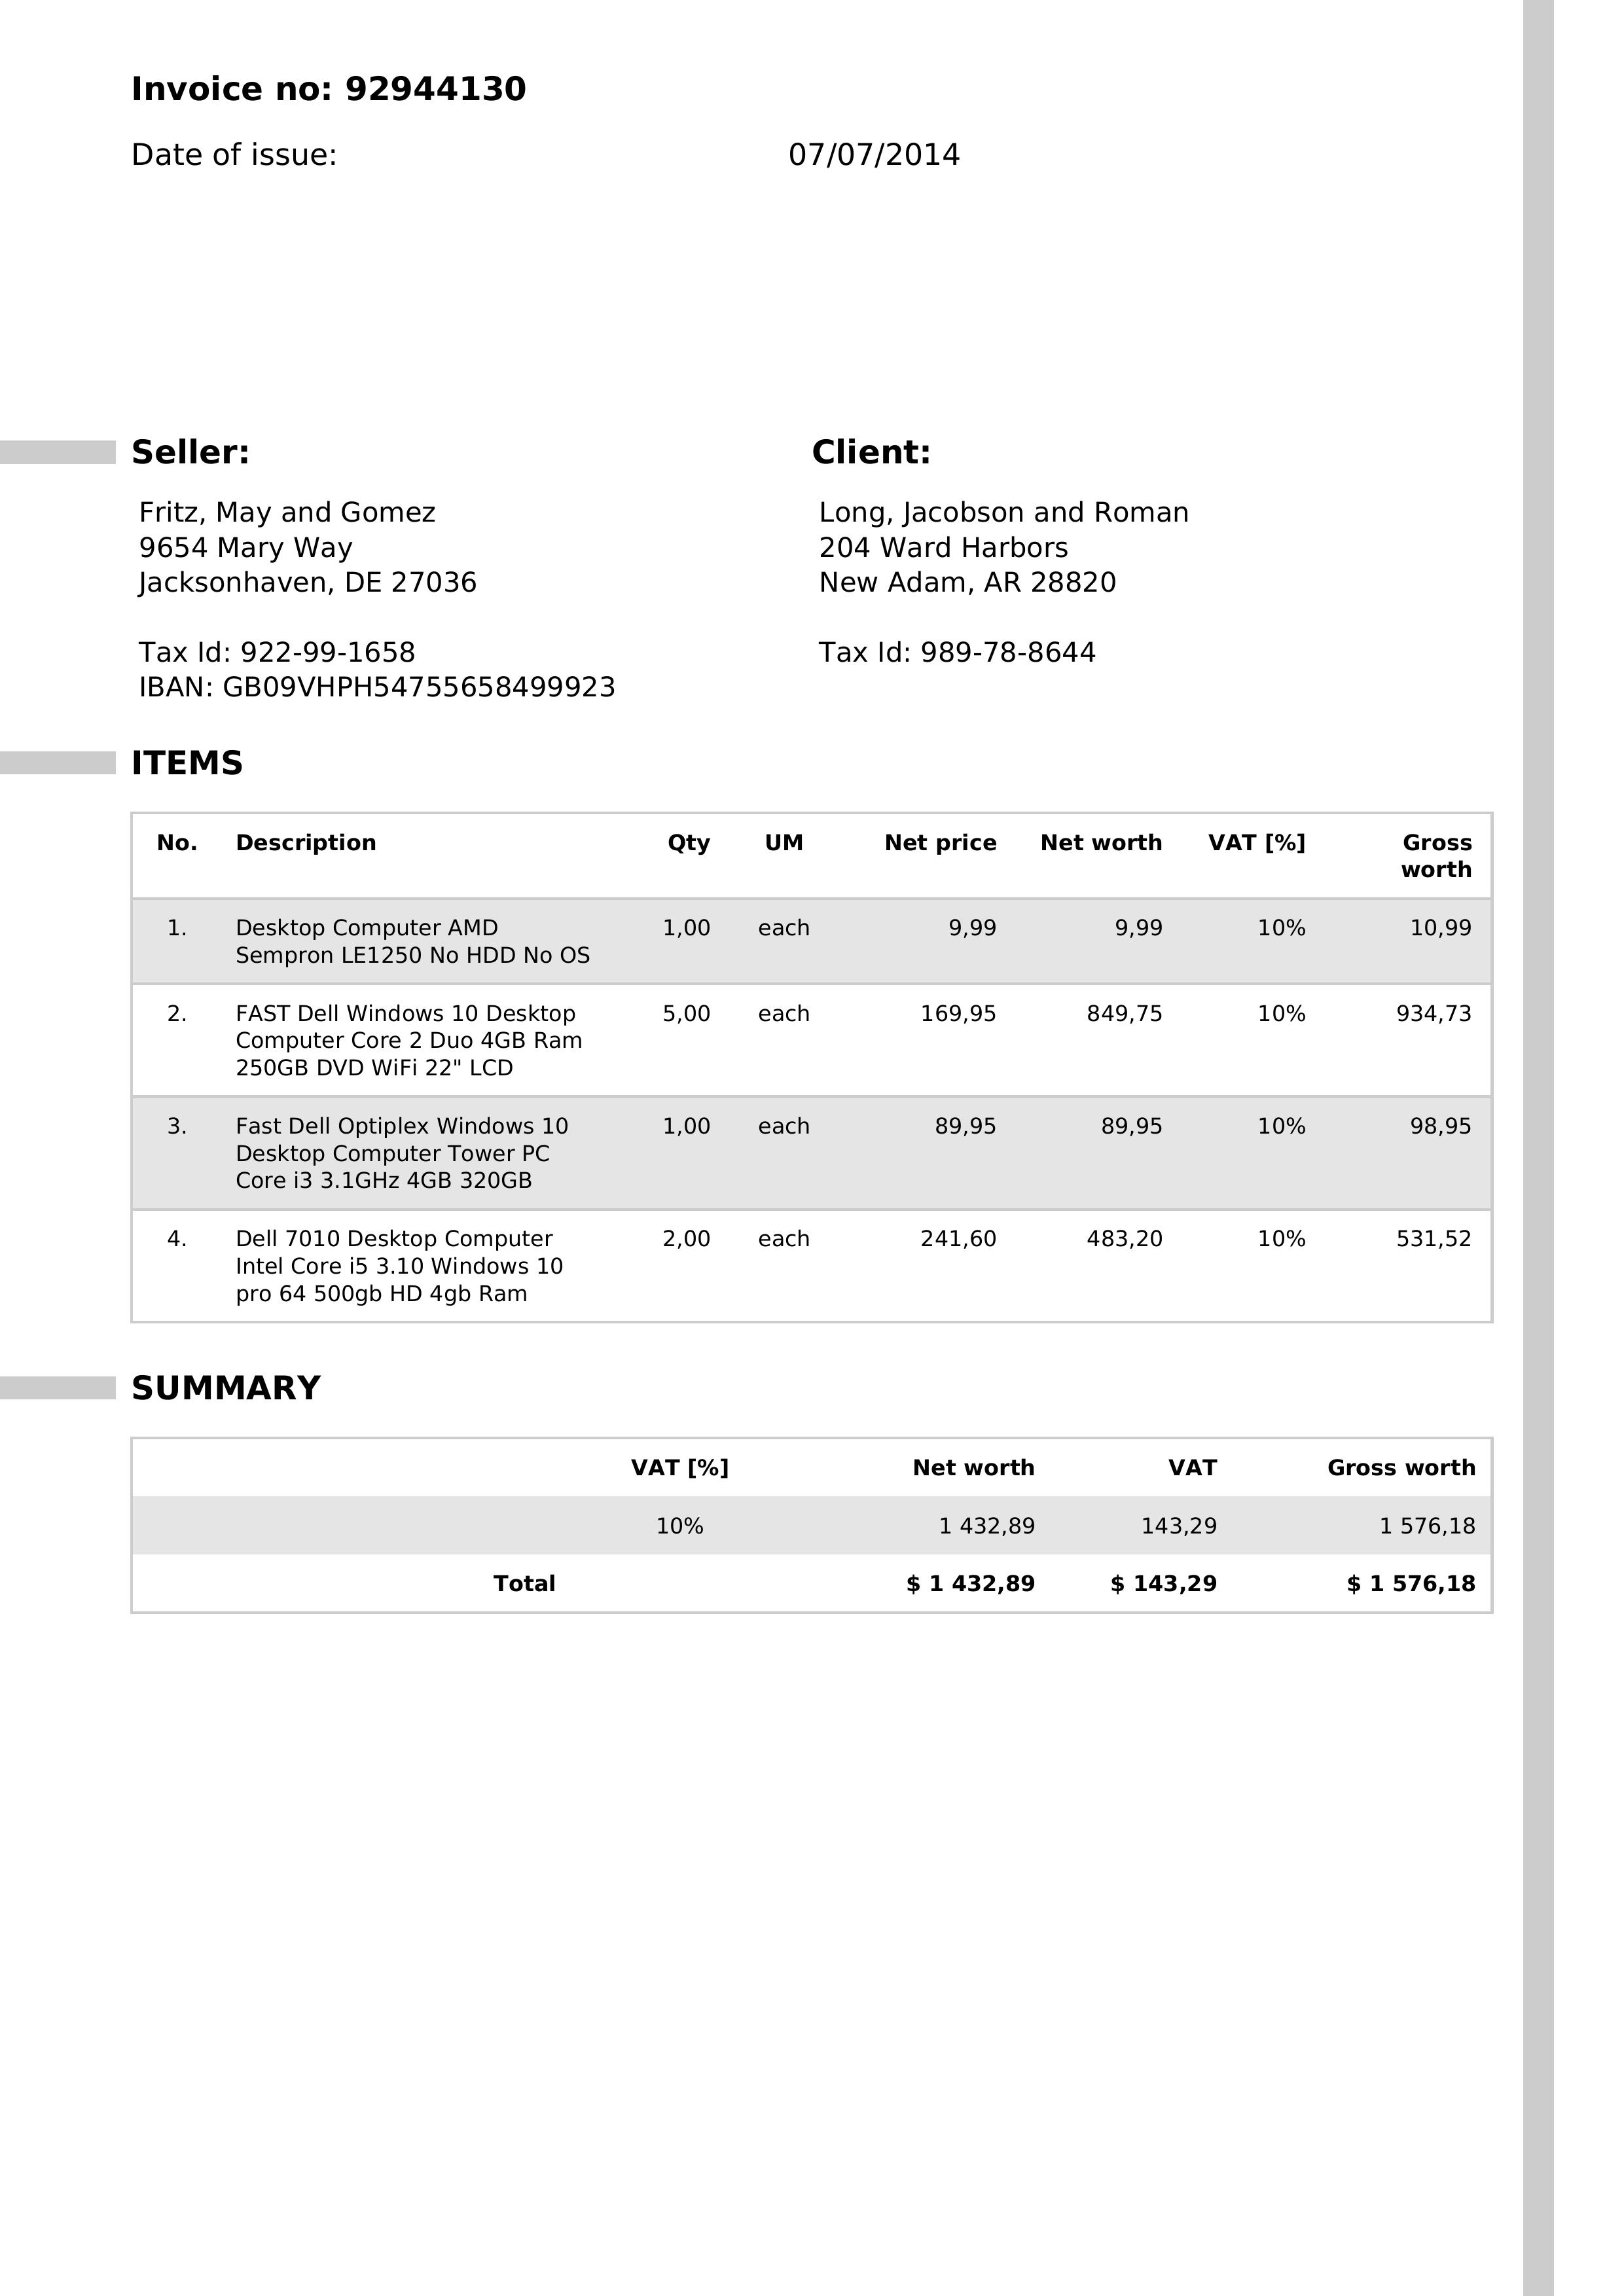 Invoice no: 92944130
Date of issue: 07/07/2014
Seller: Client:
Fritz, May and Gomez Long, Jacobson and Roman
9654 Mary Way 204 Ward Harbors
Jacksonhaven, DE 27036 New Adam, AR 28820
Tax Id: 922-99-1658 Tax Id: 989-78-8644
IBAN: GB09VHPH54755658499923
ITEMS
No. Description Qty UM Net price Net worth VAT [%] Gross
worth
1. Desktop Computer AMD 1,00 each 9,99 9,99 10% 10,99
Sempron LE1250 No HDD No OS
2. FAST Dell Windows 10 Desktop 5,00 each 169,95 849,75 10% 934,73
Computer Core 2 Duo 4GB Ram
250GB DVD WiFi 22" LCD
3. Fast Dell Optiplex Windows 10 1,00 each 89,95 89,95 10% 98,95
Desktop Computer Tower PC
Core i3 3.1GHz 4GB 320GB
4. Dell 7010 Desktop Computer 2,00 each 241,60 483,20 10% 531,52
Intel Core i5 3.10 Windows 10
pro 64 500gb HD 4gb Ram
SUMMARY
VAT [%] Net worth VAT Gross worth
10% 1 432,89 143,29 1 576,18
Total $ 1 432,89 $ 143,29 $ 1 576,18